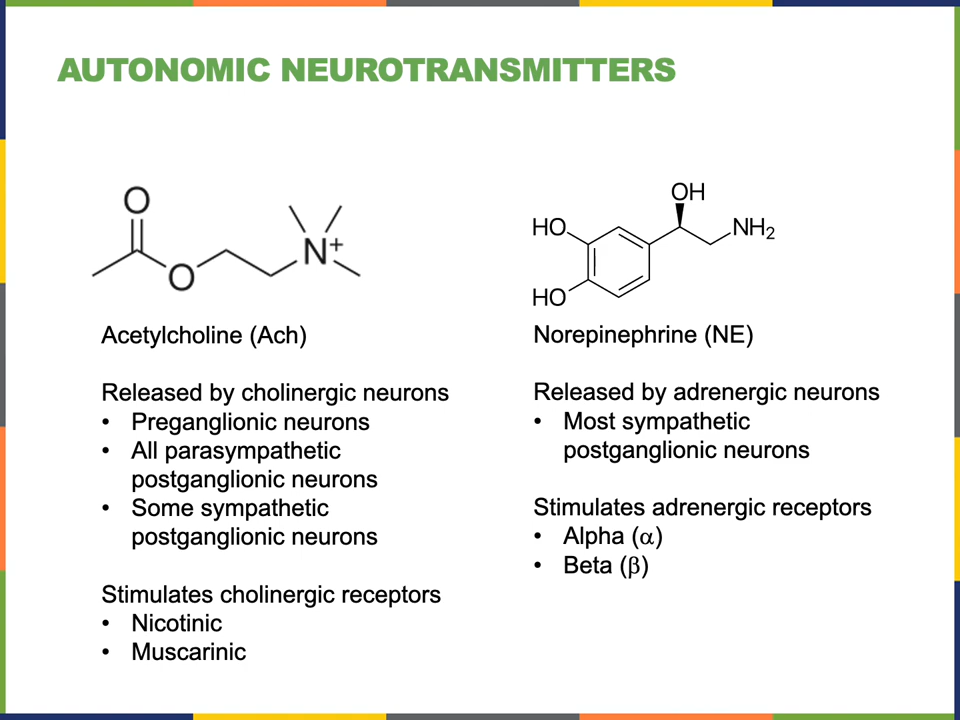 AUTONOMIC NEUROTRANSMITTERS
O
O
N+
Acetylcholine (Ach)
Released by cholinergic neurons
• Preganglionic neurons
• All parasympathetic
postganglionic neurons
• Some sympathetic
postganglionic neurons
Stimulates cholinergic receptors
• Nicotinic
• Muscarinic
OH
HO
NH2
HO
Norepinephrine (NE)
Released by adrenergic neurons
• Most sympathetic
postganglionic neurons
Stimulates adrenergic receptors
• Alpha (α)
• Beta (β)